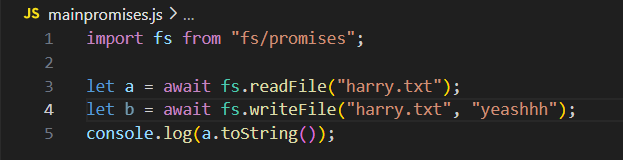 JS mainpromises.js > ...
1 import fs from "fs/promises";
2
3 let a = await fs.readFile("harry.txt");
4 let b = await fs.writeFile("harry.txt", "yeashhh");
5 console.log(a.toString());